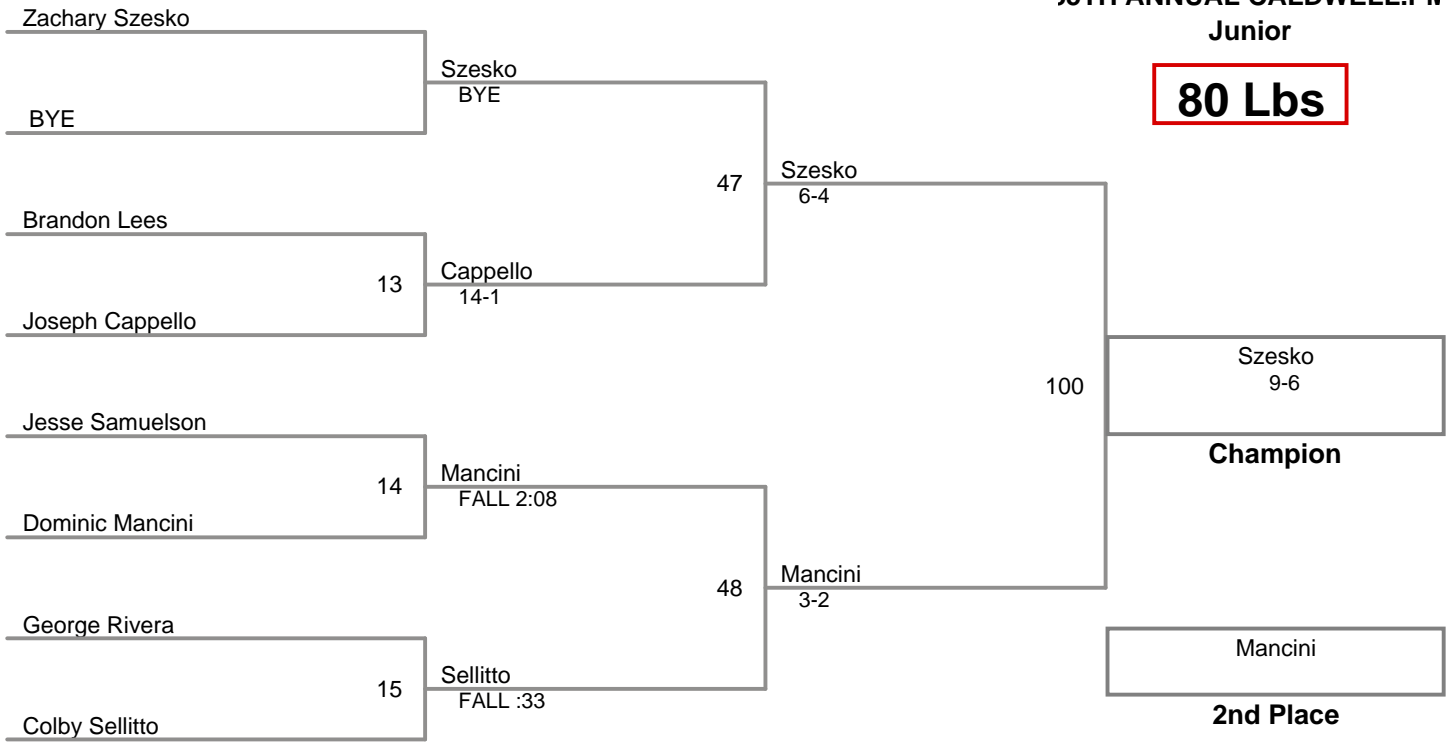 ANNUAL
Junior
80 Lbs
Zachary Szesko
BYE
Szesko
BYE
Brandon Lees
13
Joseph Cappello
Cappello
14-1
47
Szesko
6-4
Jesse Samuelson
14
Dominic Mancini
Mancini
FALL 2:08
George Rivera
15
Colby Sellitto
Sellitto
FALL :33
48
Mancini
3-2
100
Szesko
9-6
Champion
Mancini
2nd Place